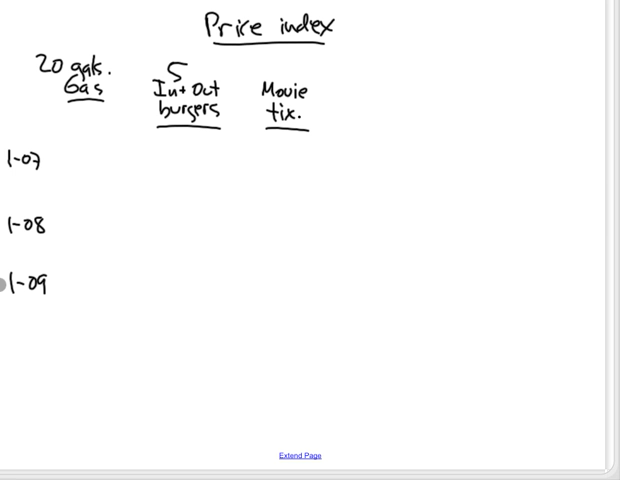 Price index
20 gals.
Gas
5
In + Out
burgers
Movie
tix.
1-07
1-08
1-09
Extend Page